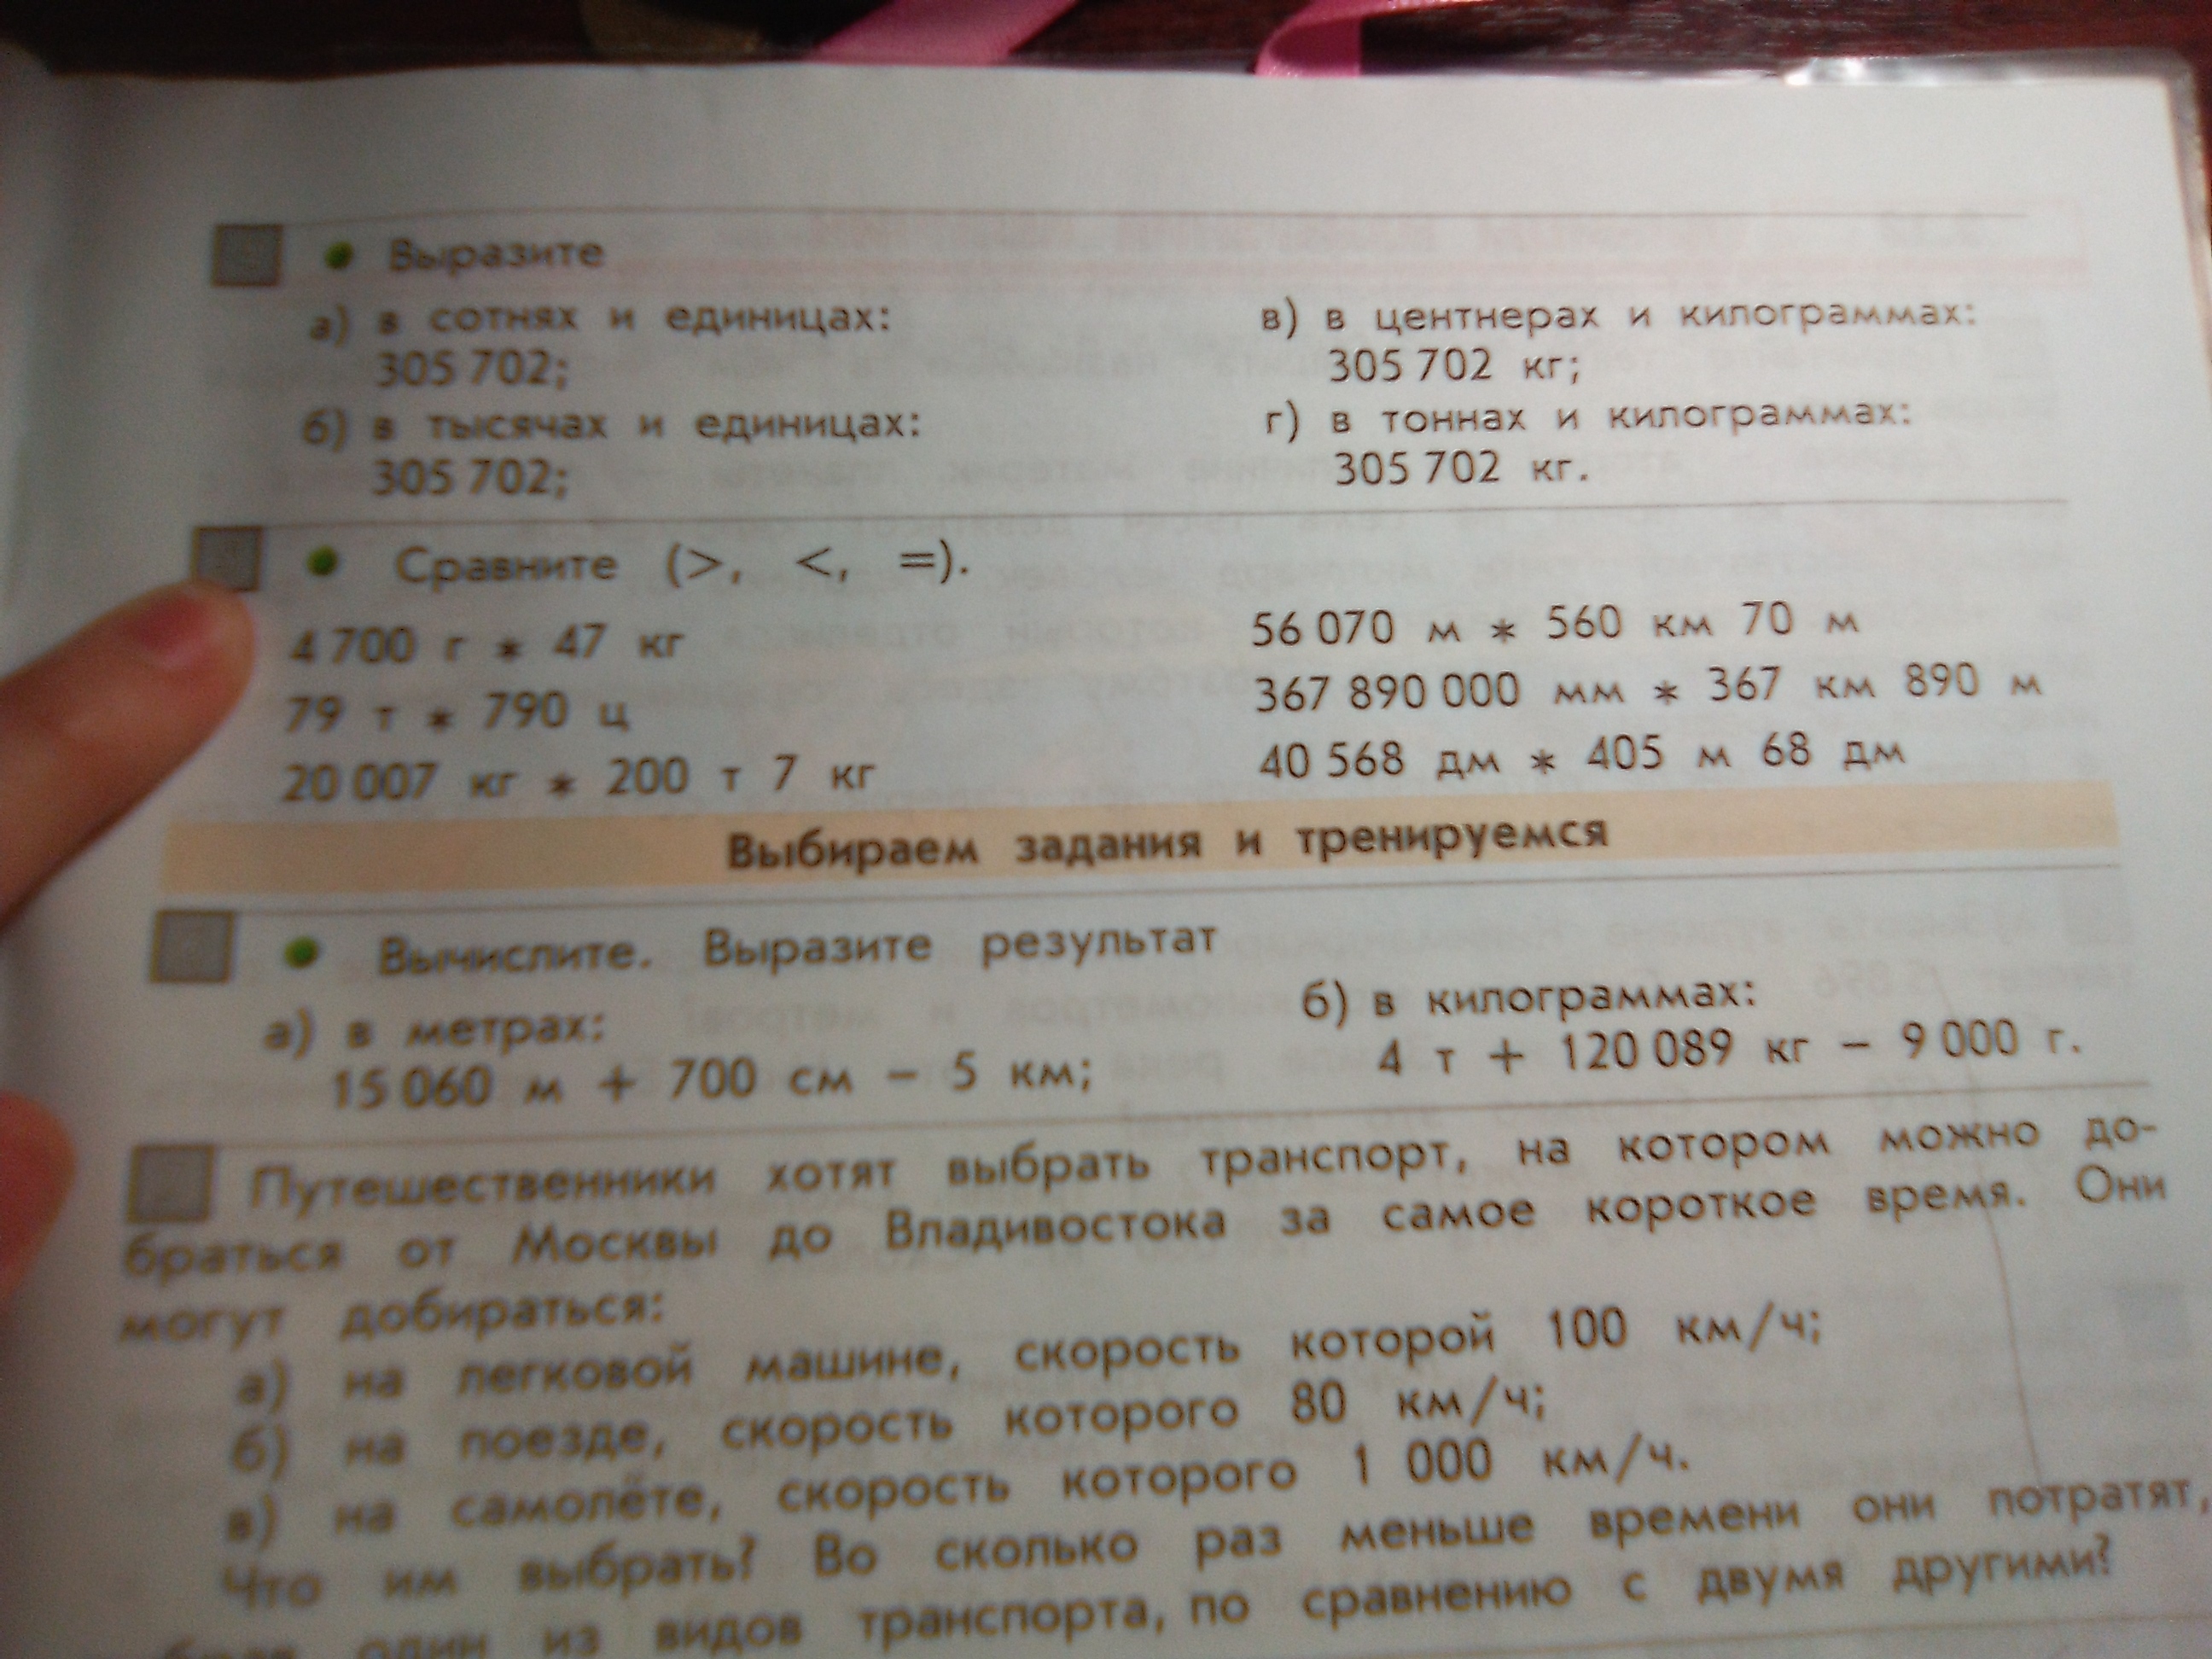 Выразите
а) в сотнях и единицах:
305 702;
б) в тысячах и единицах:
305 702;
в) в центнерах и килограммах:
305 702 кг;
г) в тоннах и килограммах:
305 702 кг.
Сравните (>, <, =).
4 700 г * 47 кг
79 т * 790 ц
20 007 кг * 200 т 7 кг
56 070 м * 560 км 70 м
367 890 000 мм * 367 км 890 м
40 568 дм * 405 м 68 дм
Выбираем задания и тренируемся
Вычислите. Выразите результат
а) в метрах:
15 060 м + 700 см – 5 км;
б) в килограммах:
4 т + 120 089 кг – 9 000 г.
Путешественники хотят выбрать транспорт, на котором можно до-
браться от Москвы до Владивостока за самое короткое время. Они
могут добираться:
а) на легковой машине, скорость которой 100 км/ч;
б) на поезде, скорость которого 80 км/ч;
в) на самолёте, скорость которого 1 000 км/ч.
Что им выбрать? Во сколько раз меньше времени они потратят,
один из видов транспорта, по сравнению с двумя другими?